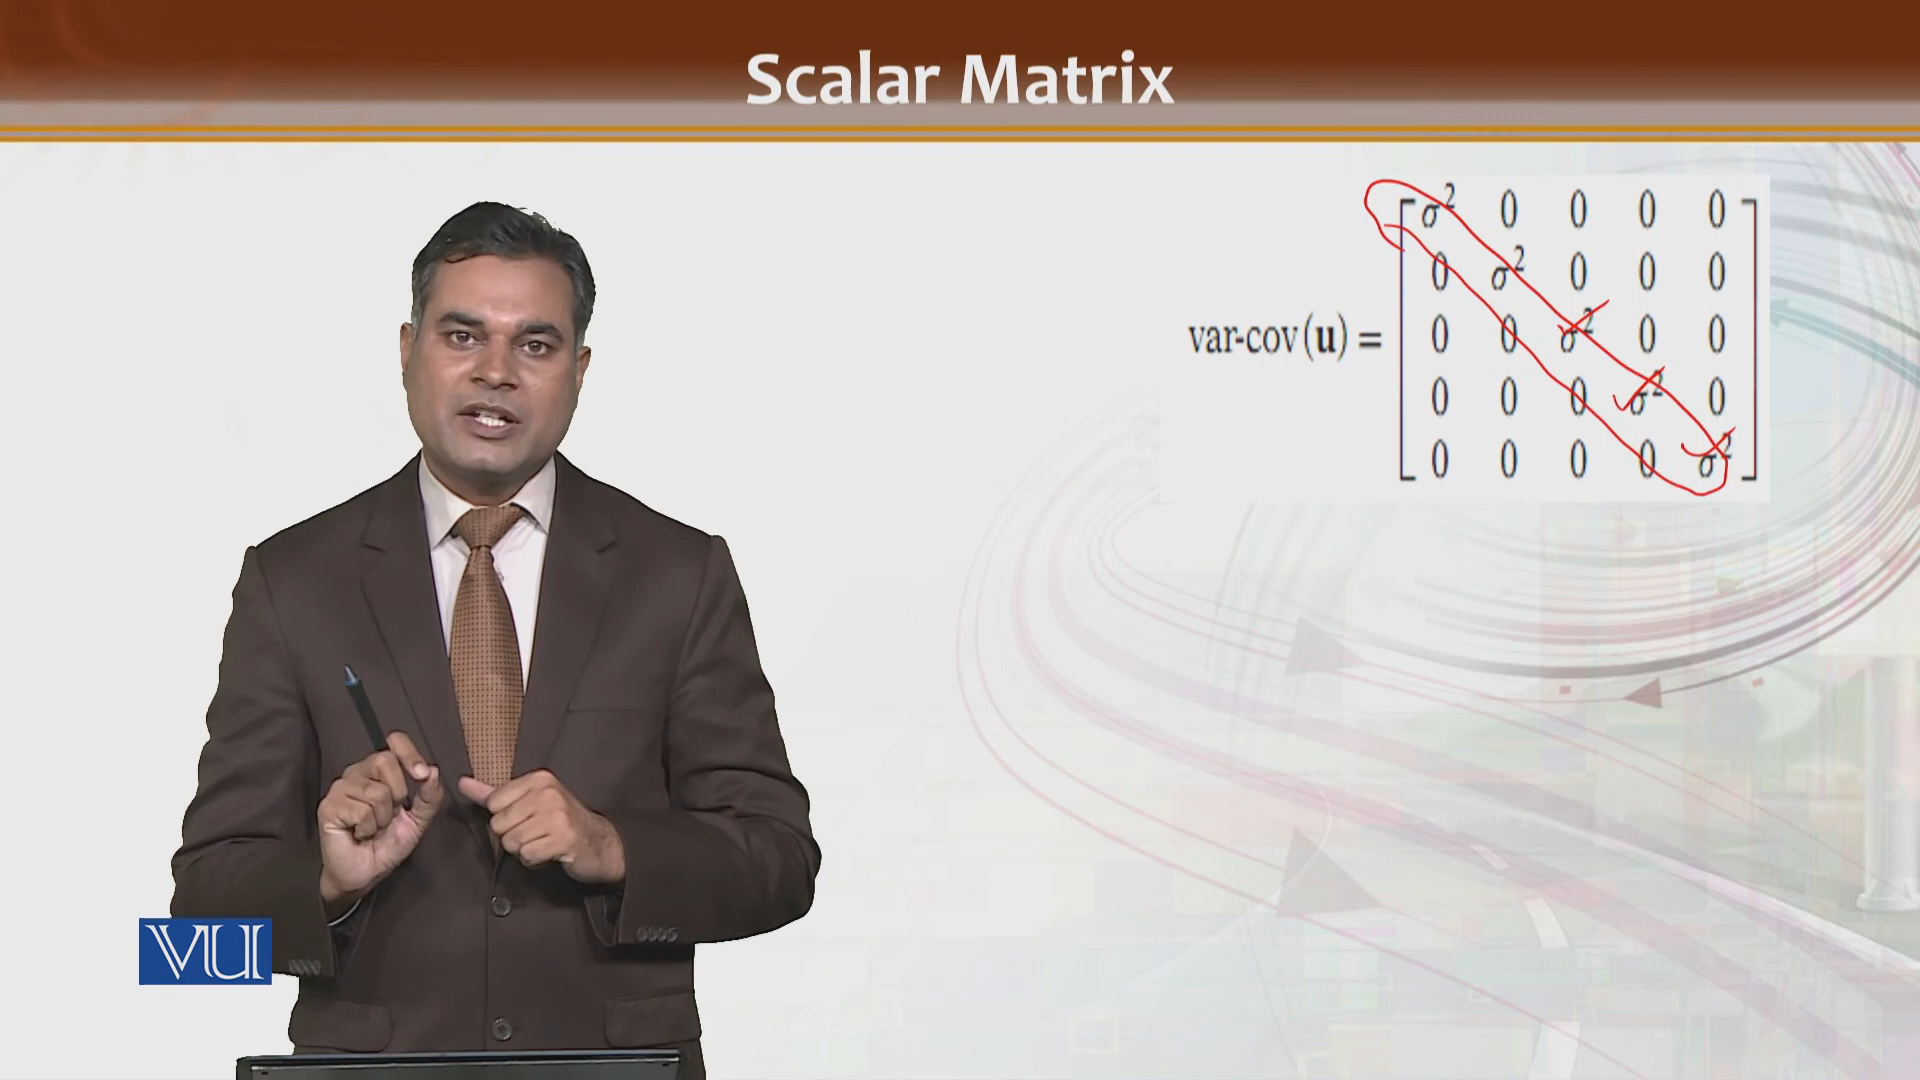 Scalar Matrix
σ² 0 0 0 0
0 σ² 0 0 0
var-cov(u) = 0 0 σ² 0 0
0 0 0 σ² 0
0 0 0 0 σ²
VU